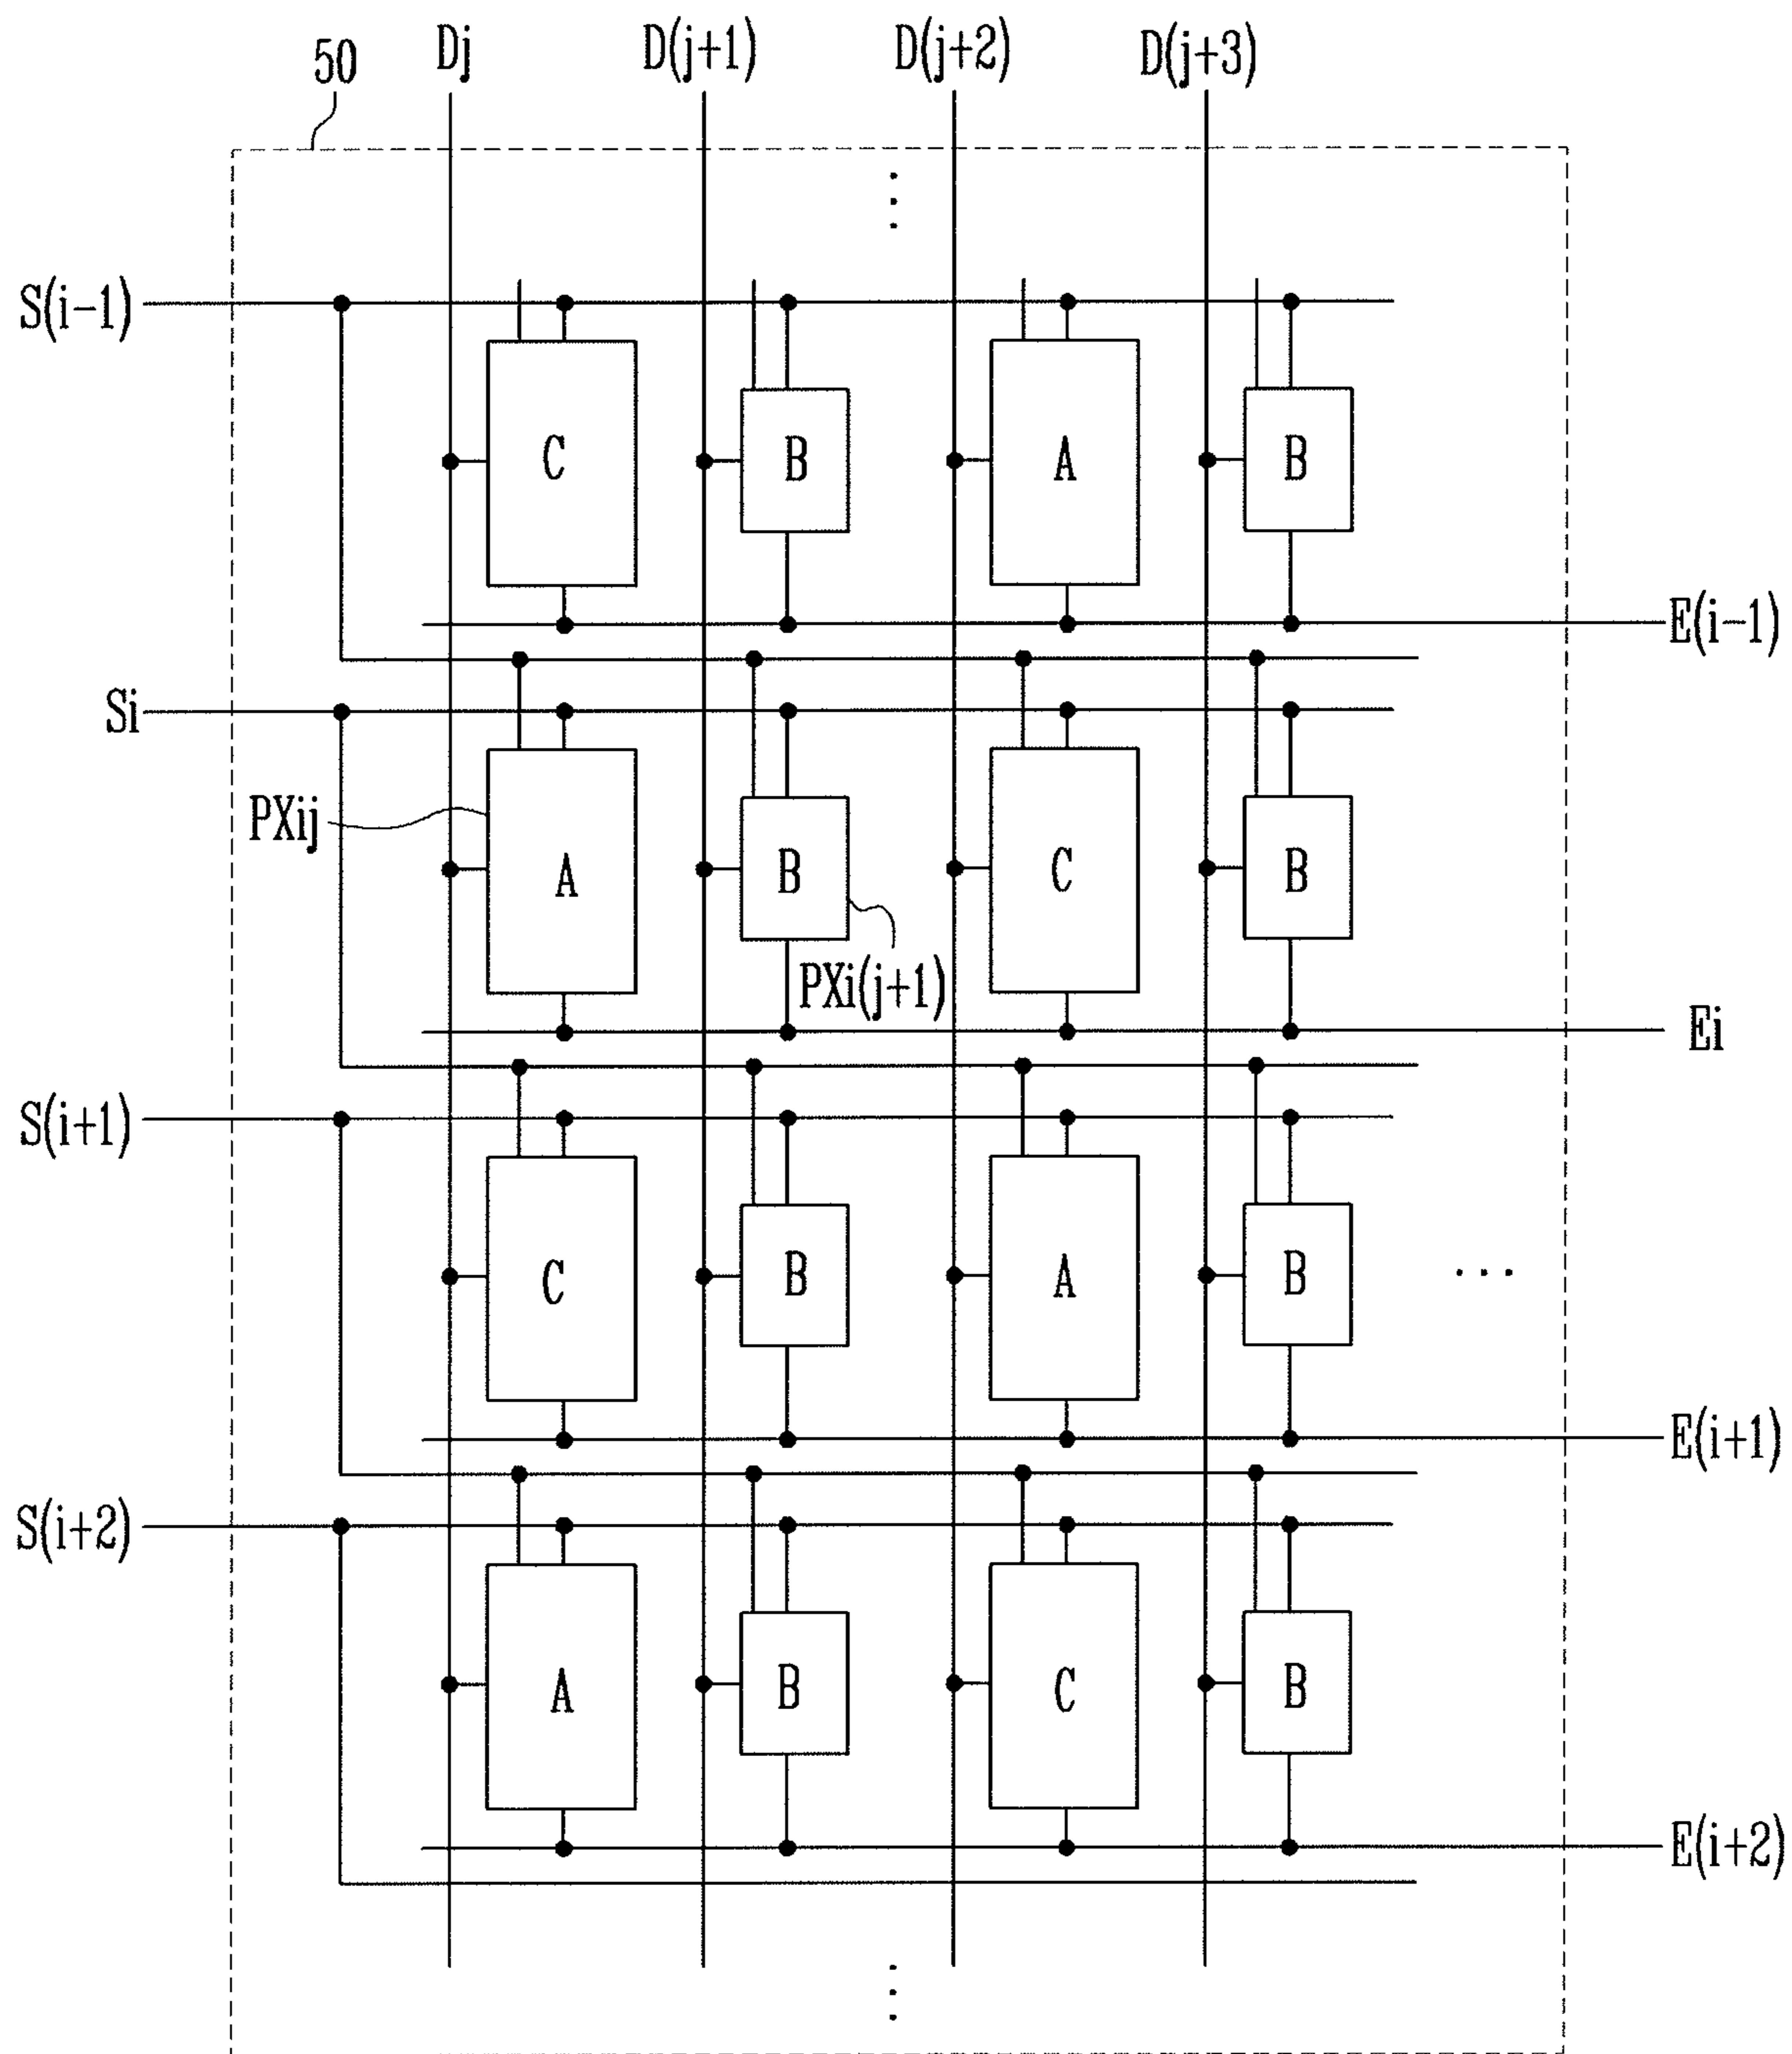 50 Dj D(j+1) D(j+2) D(j+3)
S(i-1)
C B A B
E(i-1)
Si
PXij
A B C B
PXi(j+1)
Ei
S(i+1)
C B A B
E(i+1)
S(i+2)
A B C B
E(i+2)